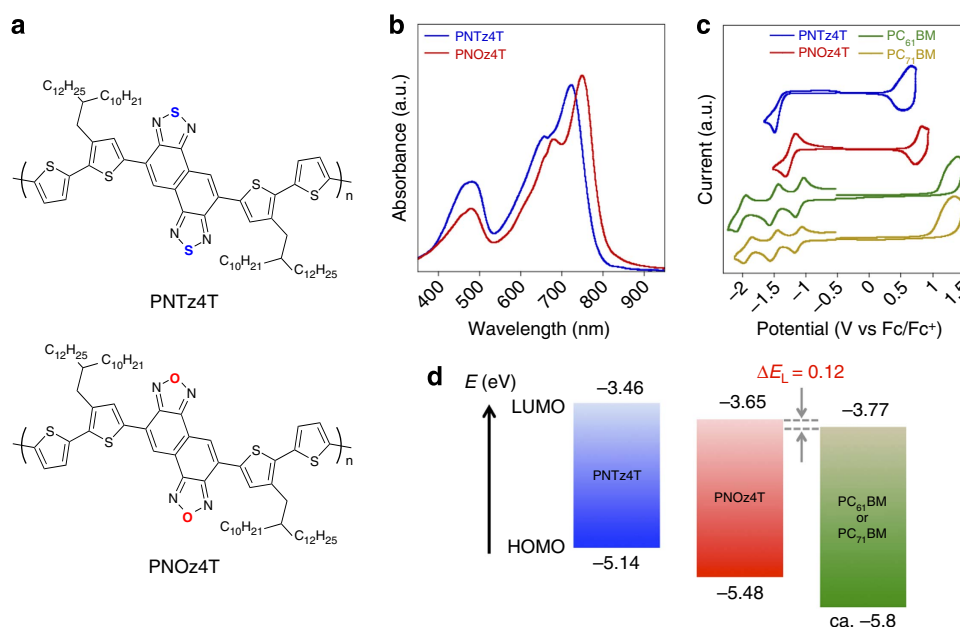 a
C₁₂H₂₅
C₁₀H₂₁
N S N
S S
( )n
S S
N S N
C₁₀H₂₁ C₁₂H₂₅
PNTz4T
C₁₂H₂₅
C₁₀H₂₁
N O N
S S
( )n
S S
N O N
C₁₀H₂₁ C₁₂H₂₅
PNOz4T
b
PNTz4T
PNOz4T
Absorbance (a.u.)
400 500 600 700 800 900
Wavelength (nm)
c
PNTz4T PC₆₁BM
PNOz4T PC₇₁BM
Current (a.u.)
−2 −1.5 −1 −0.5 0 0.5 1 1.5
Potential (V vs Fc/Fc⁺)
d
E (eV)
LUMO
HOMO
−3.46
PNTz4T
−5.14
ΔE_L = 0.12
−3.65
PNOz4T
−5.48
−3.77
PC₆₁BM
or
PC₇₁BM
ca. −5.8